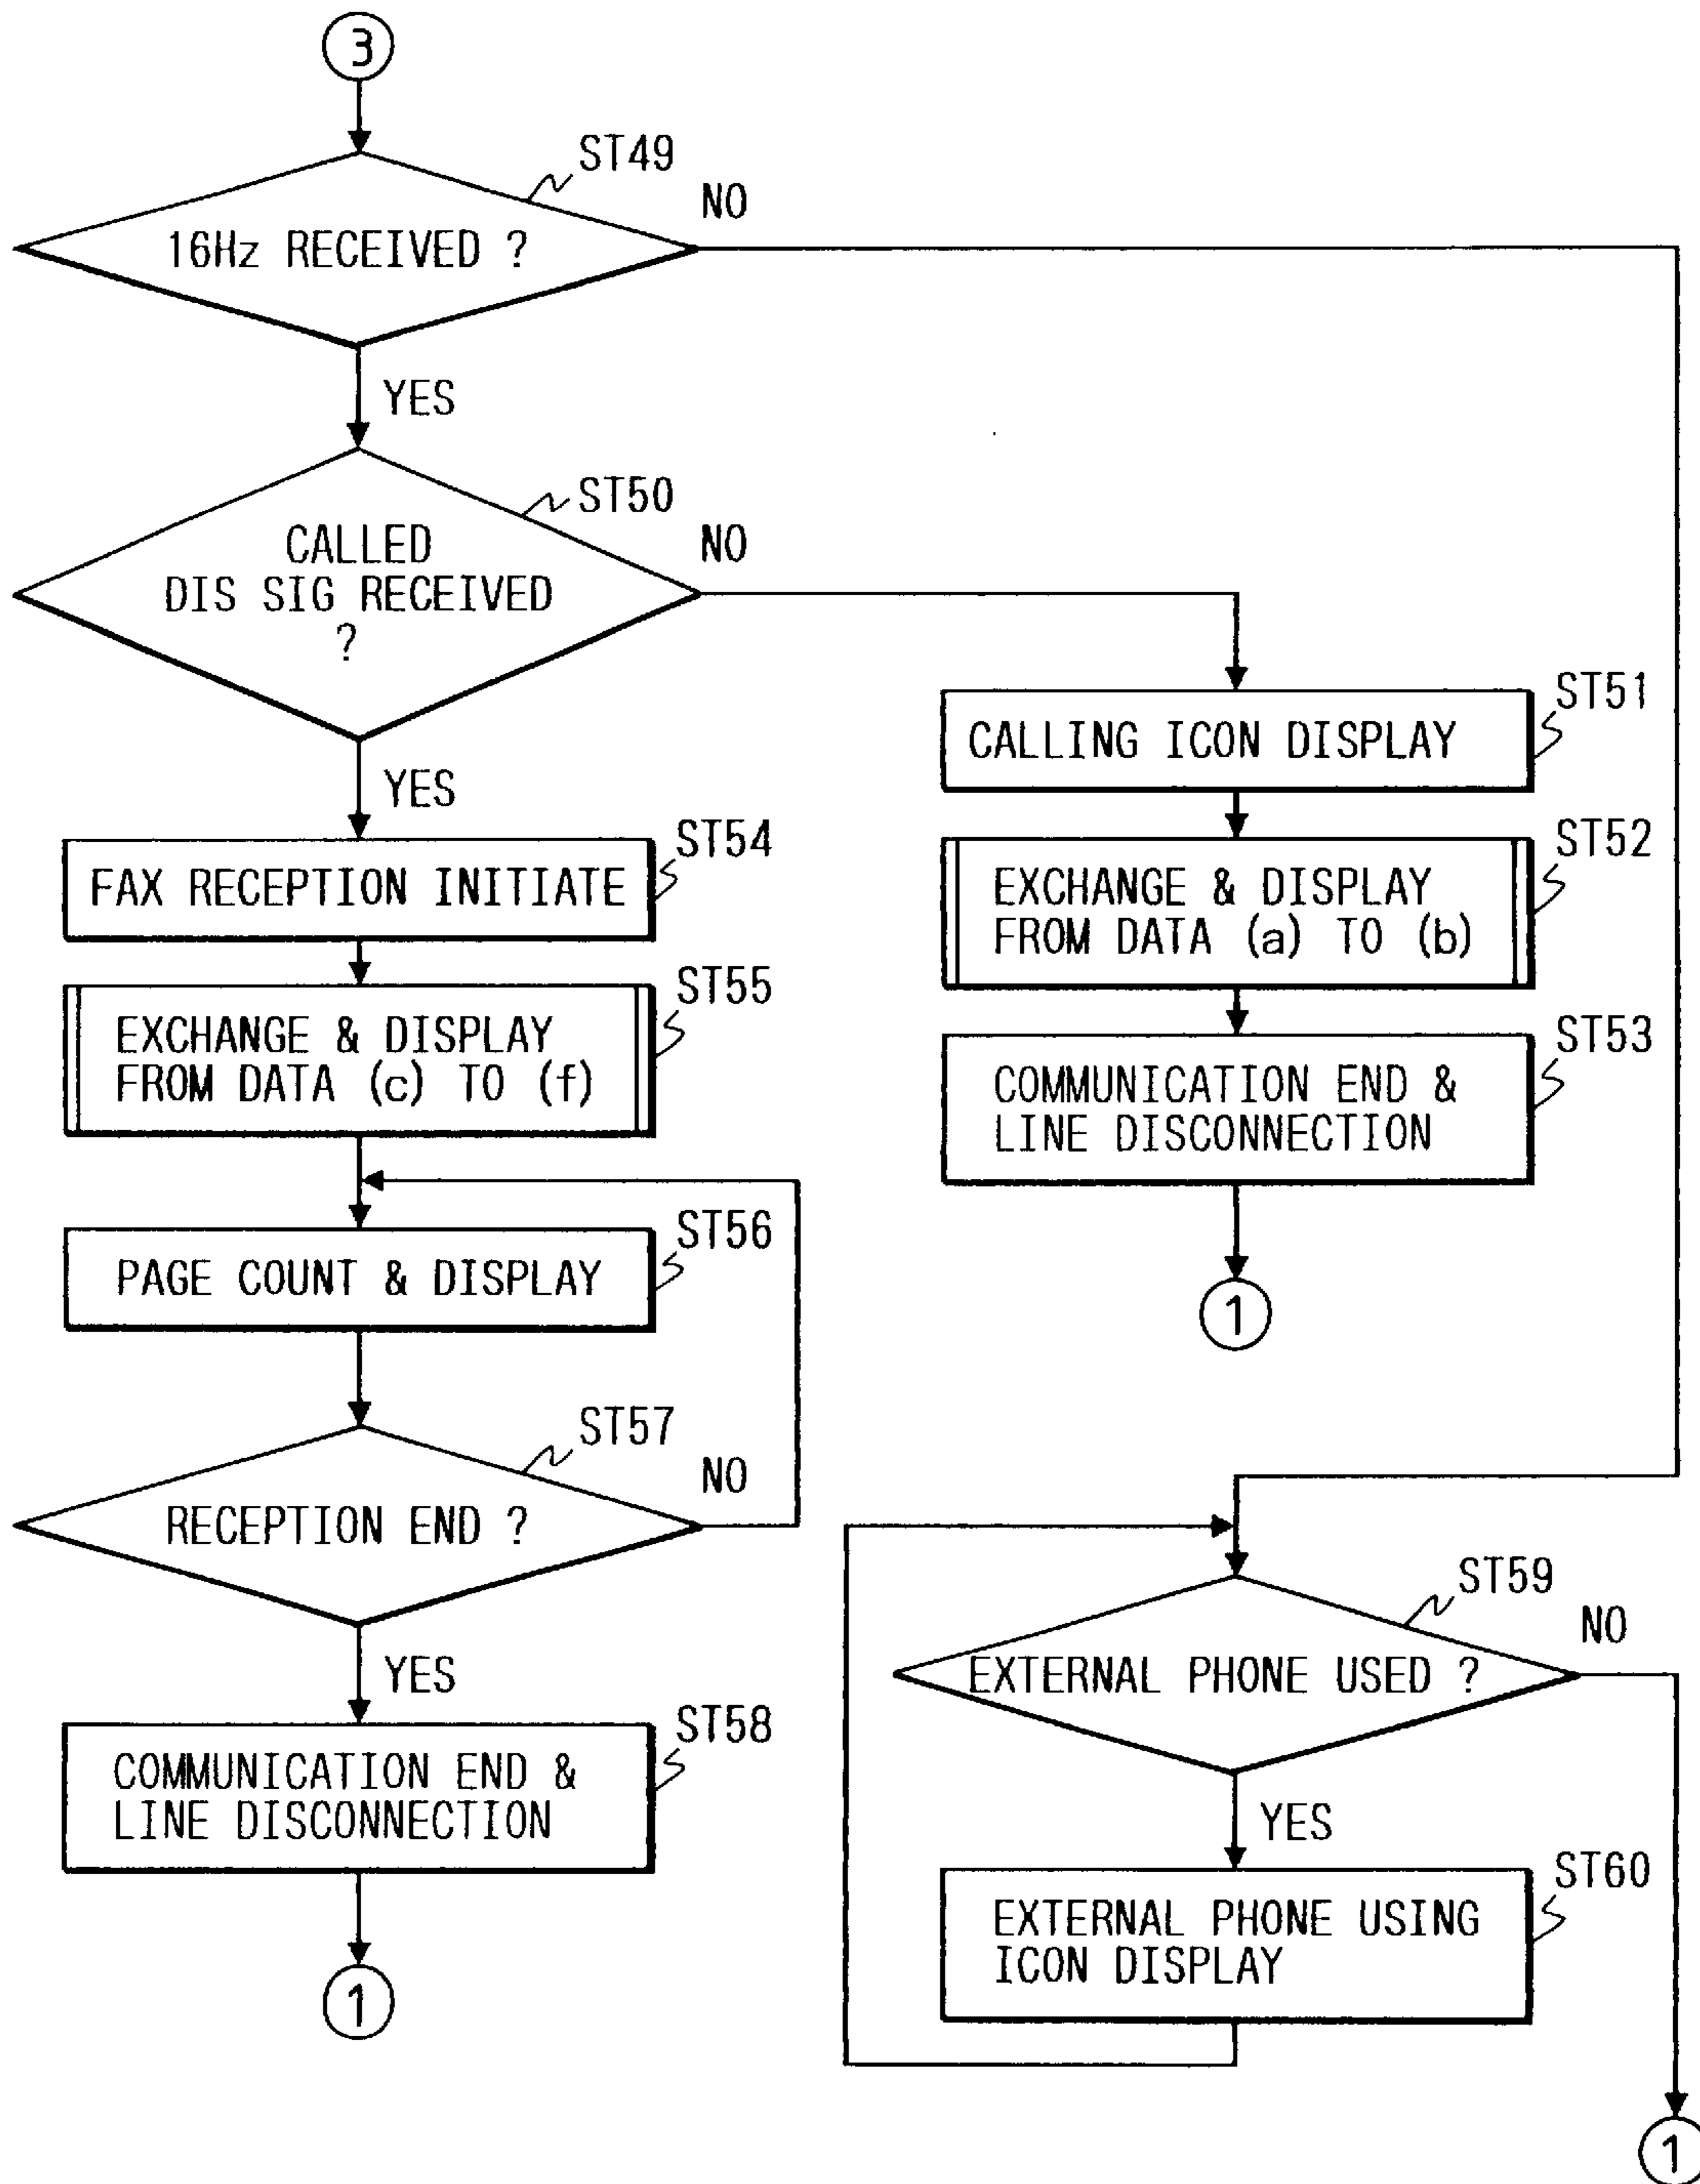 3
ST49
NO
16Hz RECEIVED ?
YES
ST50
NO
CALLED
DIS SIG RECEIVED
?
YES
ST51
CALLING ICON DISPLAY
ST54
FAX RECEPTION INITIATE
ST52
EXCHANGE & DISPLAY
FROM DATA (a) TO (b)
ST55
EXCHANGE & DISPLAY
FROM DATA (c) TO (f)
ST53
COMMUNICATION END &
LINE DISCONNECTION
ST56
PAGE COUNT & DISPLAY
1
ST57
NO
RECEPTION END ?
YES
ST59
NO
EXTERNAL PHONE USED ?
YES
ST58
COMMUNICATION END &
LINE DISCONNECTION
ST60
EXTERNAL PHONE USING
ICON DISPLAY
1
1